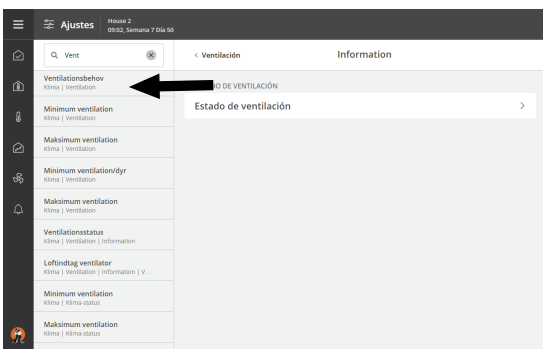 Ajustes
House 2
09:02, Semana 7 Día 50
Vent
Ventilación
Information
Ventilationsbehov
Klima | Ventilation
DO DE VENTILACIÓN
Estado de ventilación
Minimum ventilation
Klima | Ventilation
Maksimum ventilation
Klima | Ventilation
Minimum ventilation/dyr
Klima | Ventilation
Maksimum ventilation
Klima | Ventilation
Ventilationsstatus
Klima | Ventilation | Information
Loftindtag ventilator
Klima | Ventilation | Information | V...
Minimum ventilation
Klima | Klima-status
Maksimum ventilation
Klima | Klima-status